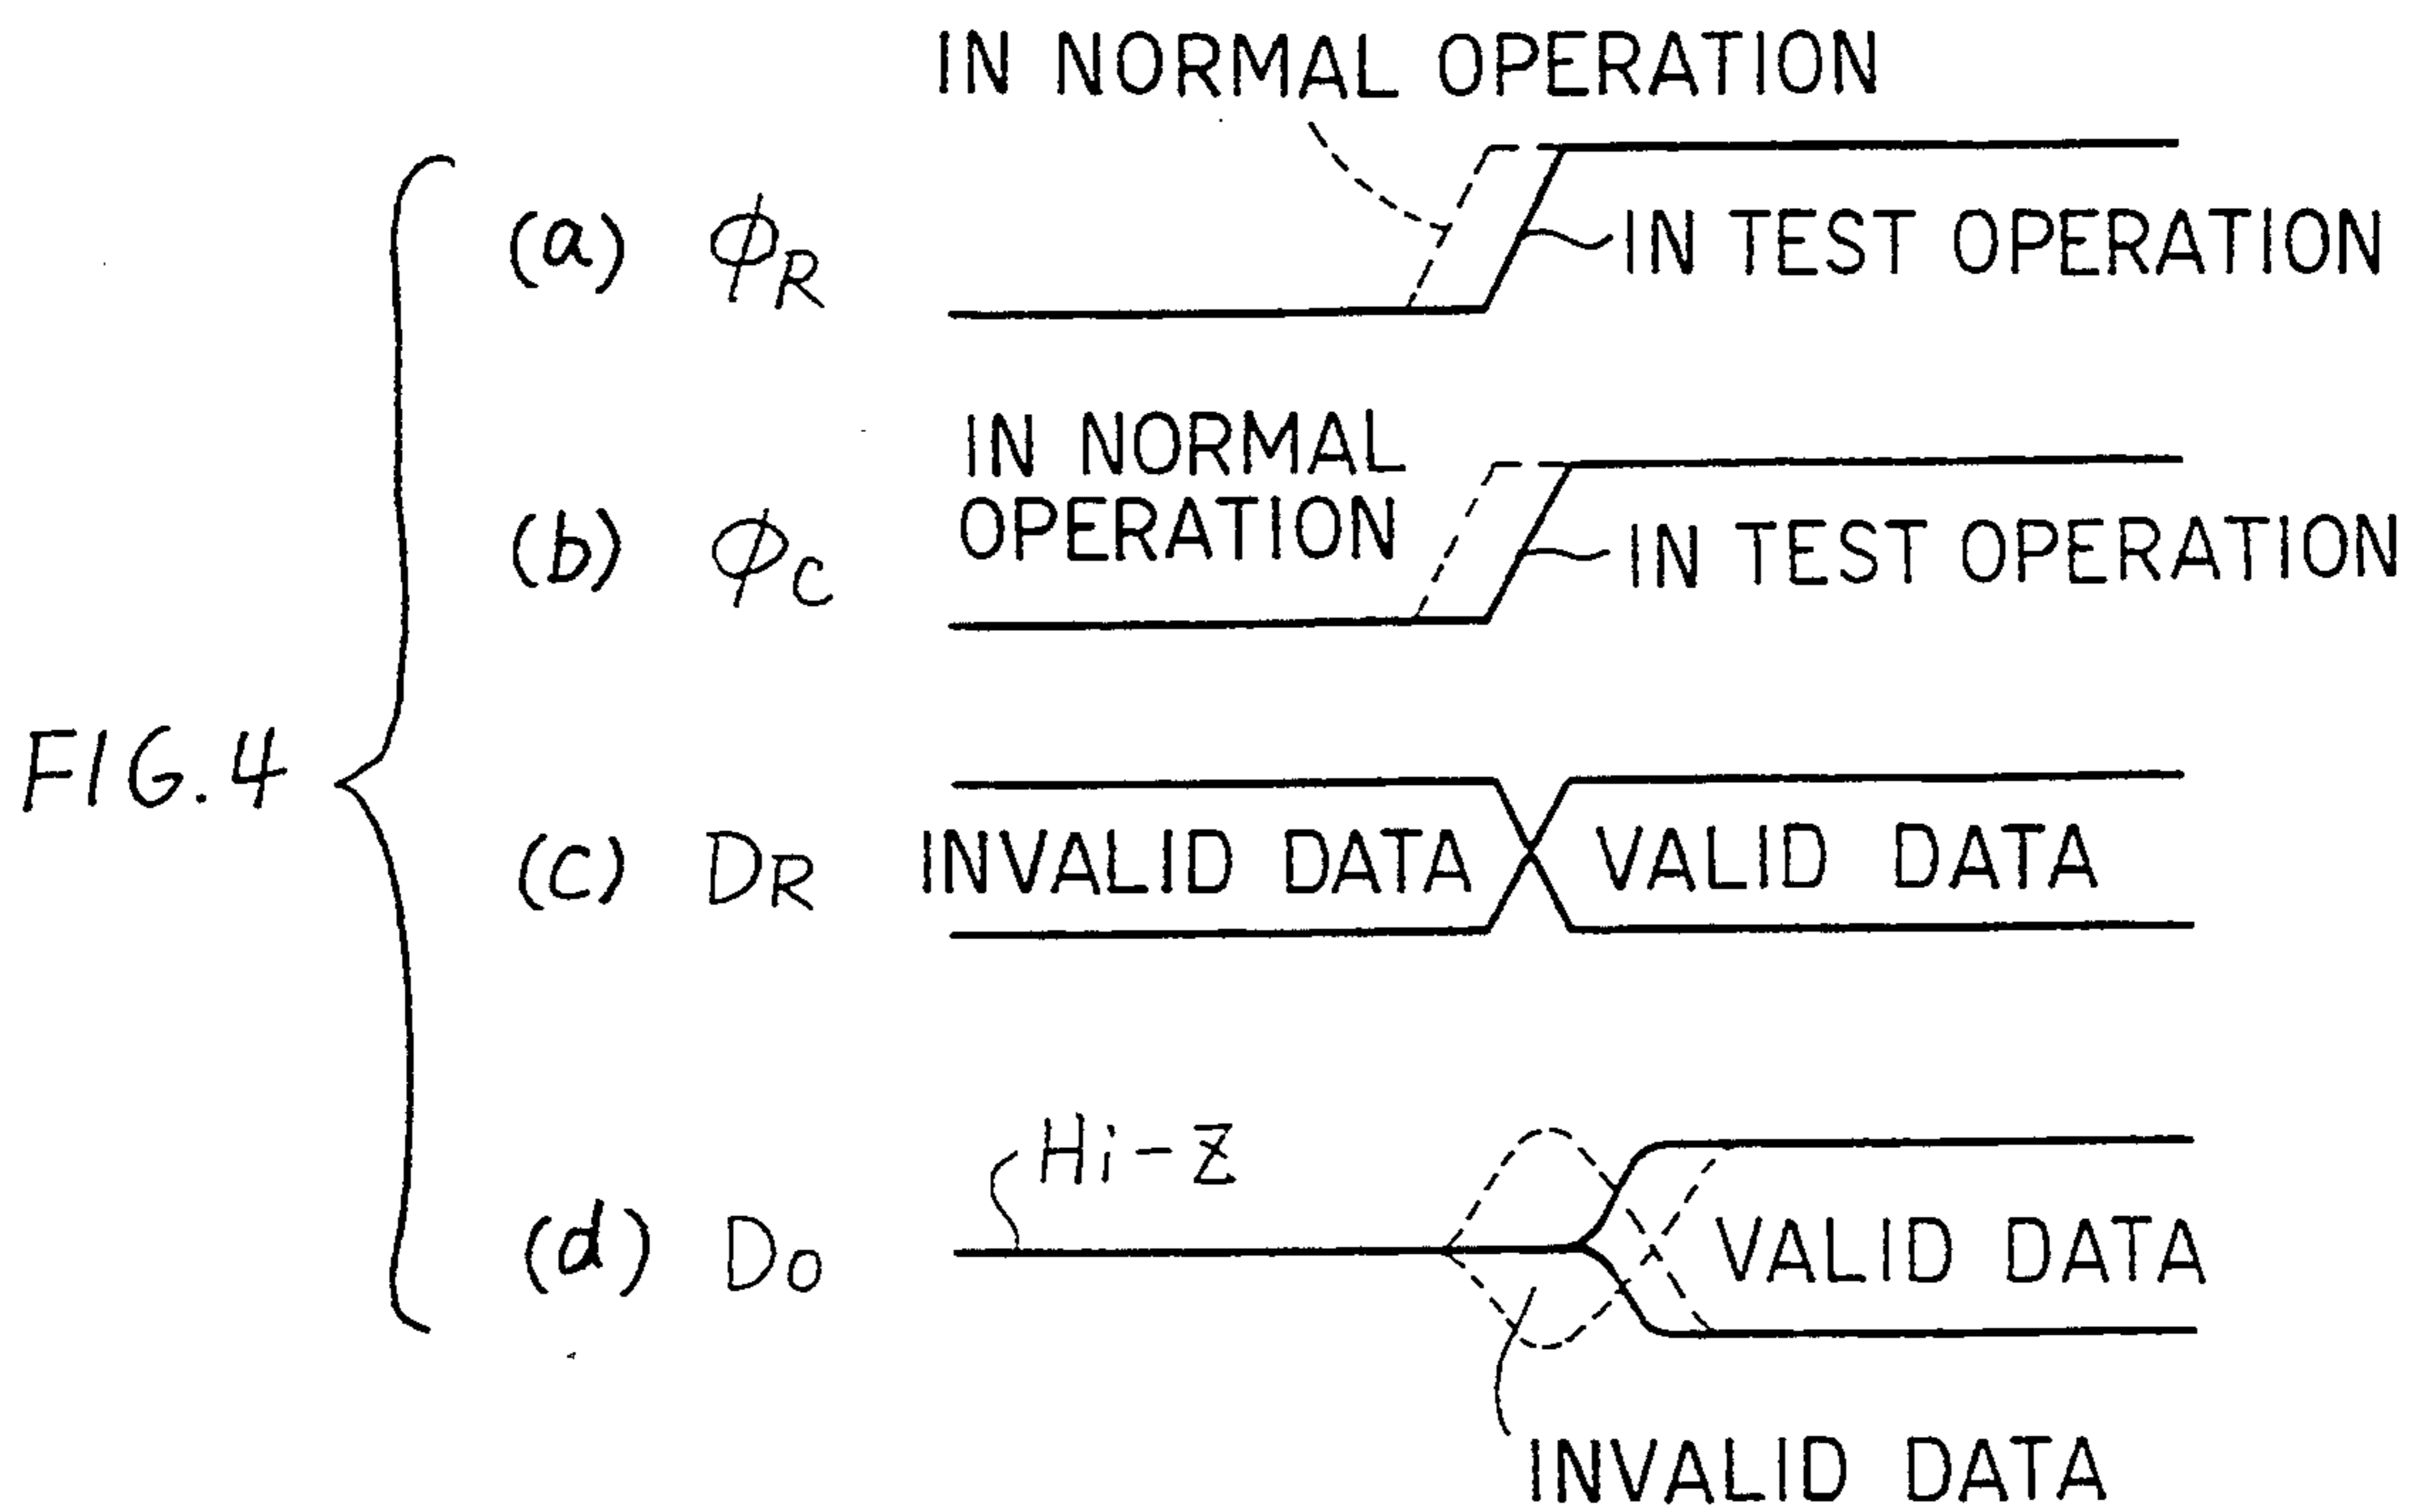 IN NORMAL OPERATION
(a) ΦR
IN TEST OPERATION
IN NORMAL
OPERATION
(b) ΦC
IN TEST OPERATION
FIG.4
(c) DR INVALID DATA VALID DATA
Hi-Z
(d) DO VALID DATA
INVALID DATA